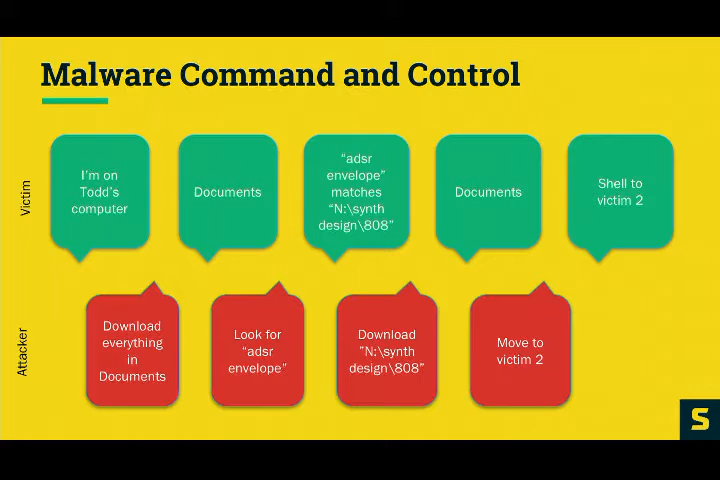 Malware Command and Control
Victim
I'm on
Todd's
computer
Documents
“adsr
envelope”
matches
“N:\synth
design\808”
Documents
Shell to
victim 2
Attacker
Download
everything
in
Documents
Look for
“adsr
envelope”
Download
”N:\synth
design\808”
Move to
victim 2
S